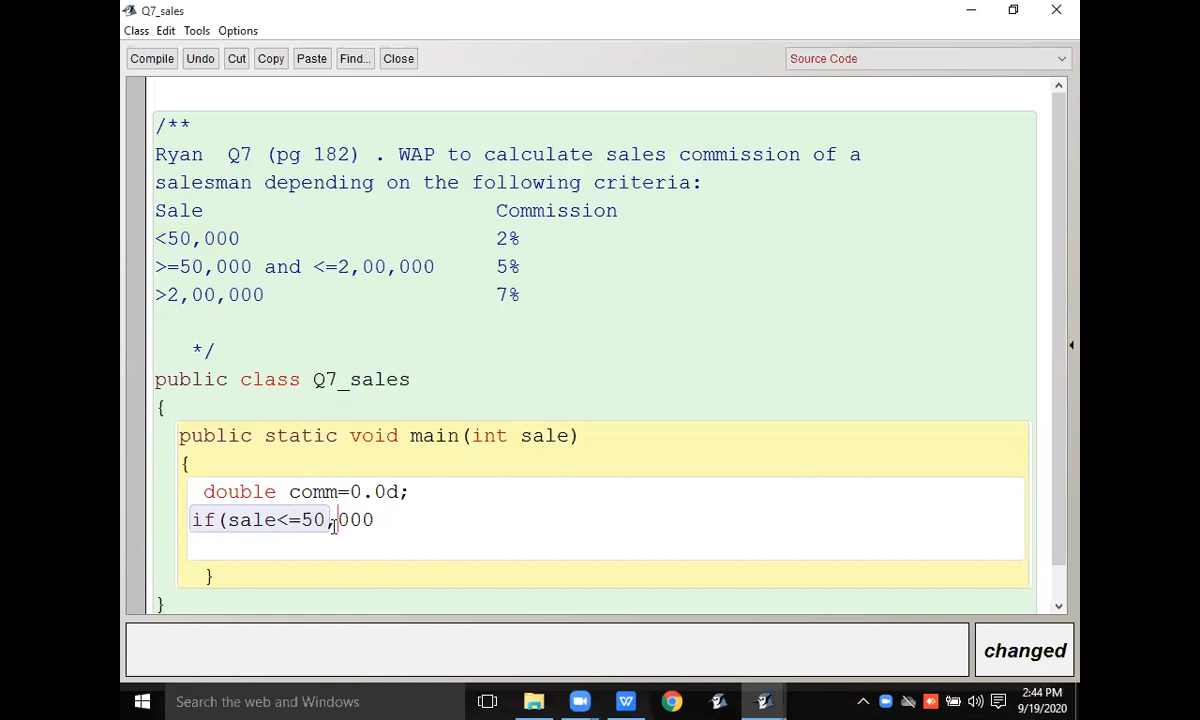 Q7_sales
Class Edit Tools Options
Compile Undo Cut Copy Paste Find... Close Source Code
/**
Ryan Q7 (pg 182) . WAP to calculate sales commission of a
salesman depending on the following criteria:
Sale Commission
<50,000 2%
>=50,000 and <=2,00,000 5%
>2,00,000 7%
*/
public class Q7_sales
{
public static void main(int sale)
{
double comm=0.0d;
if(sale<=50,000
}
}
changed
Search the web and Windows
2:44 PM
9/19/2020